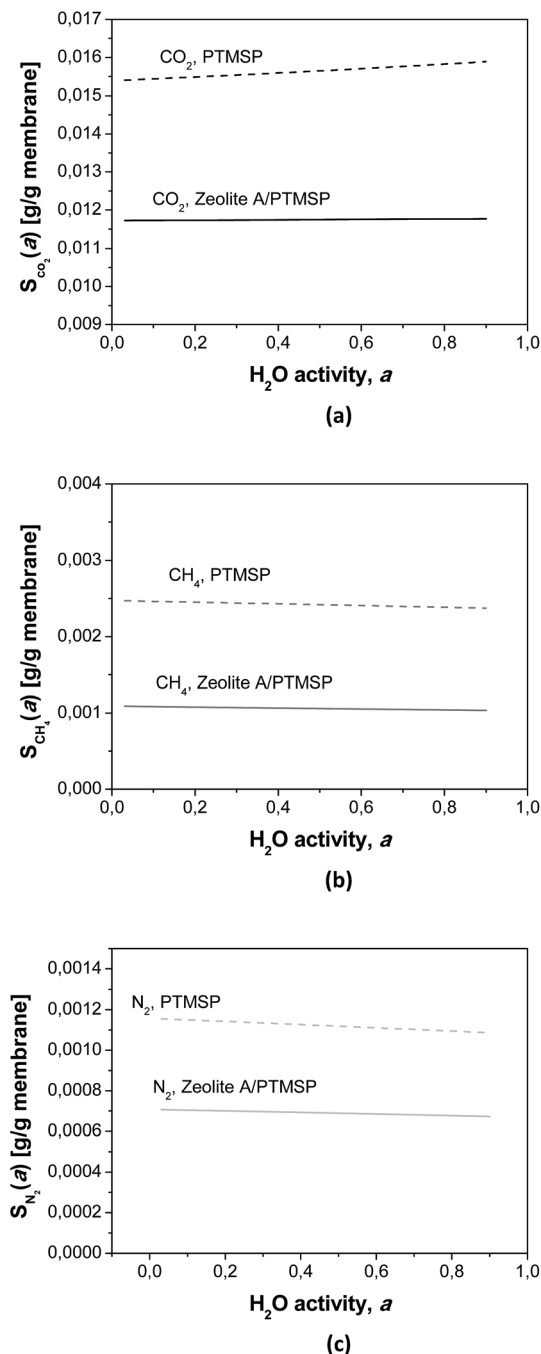 0,017
0,016
0,015
0,014
0,013
0,012
0,011
0,010
0,009
S_CO₂(a) [g/g membrane]
CO₂, PTMSP
CO₂, Zeolite A/PTMSP
0,0 0,2 0,4 0,6 0,8 1,0
H₂O activity, a
(a)
0,004
0,003
0,002
0,001
0,000
S_CH₄(a) [g/g membrane]
CH₄, PTMSP
CH₄, Zeolite A/PTMSP
0,0 0,2 0,4 0,6 0,8 1,0
H₂O activity, a
(b)
0,0014
0,0012
0,0010
0,0008
0,0006
0,0004
0,0002
0,0000
S_N₂(a) [g/g membrane]
N₂, PTMSP
N₂, Zeolite A/PTMSP
0,0 0,2 0,4 0,6 0,8 1,0
H₂O activity, a
(c)